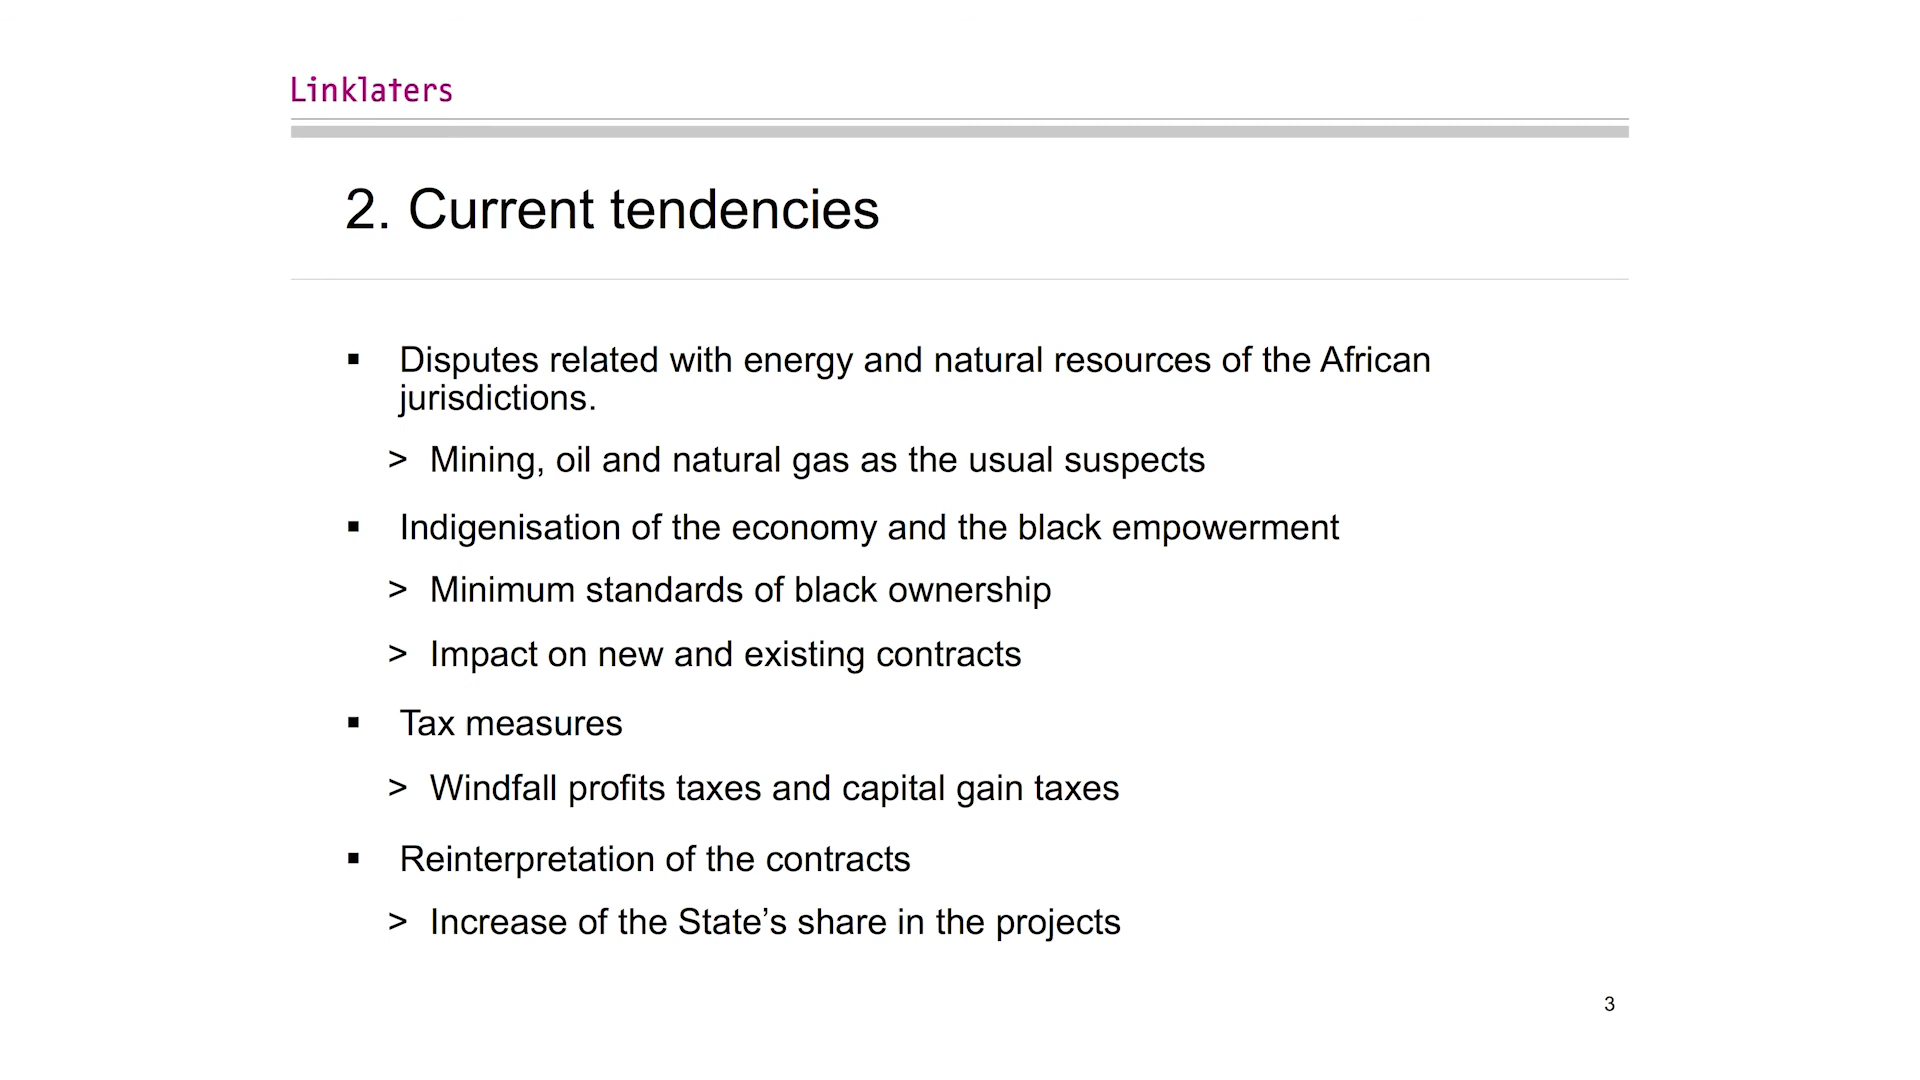 Linklaters
2. Current tendencies
▪ Disputes related with energy and natural resources of the African
jurisdictions.
> Mining, oil and natural gas as the usual suspects
▪ Indigenisation of the economy and the black empowerment
> Minimum standards of black ownership
> Impact on new and existing contracts
▪ Tax measures
> Windfall profits taxes and capital gain taxes
▪ Reinterpretation of the contracts
> Increase of the State’s share in the projects
3